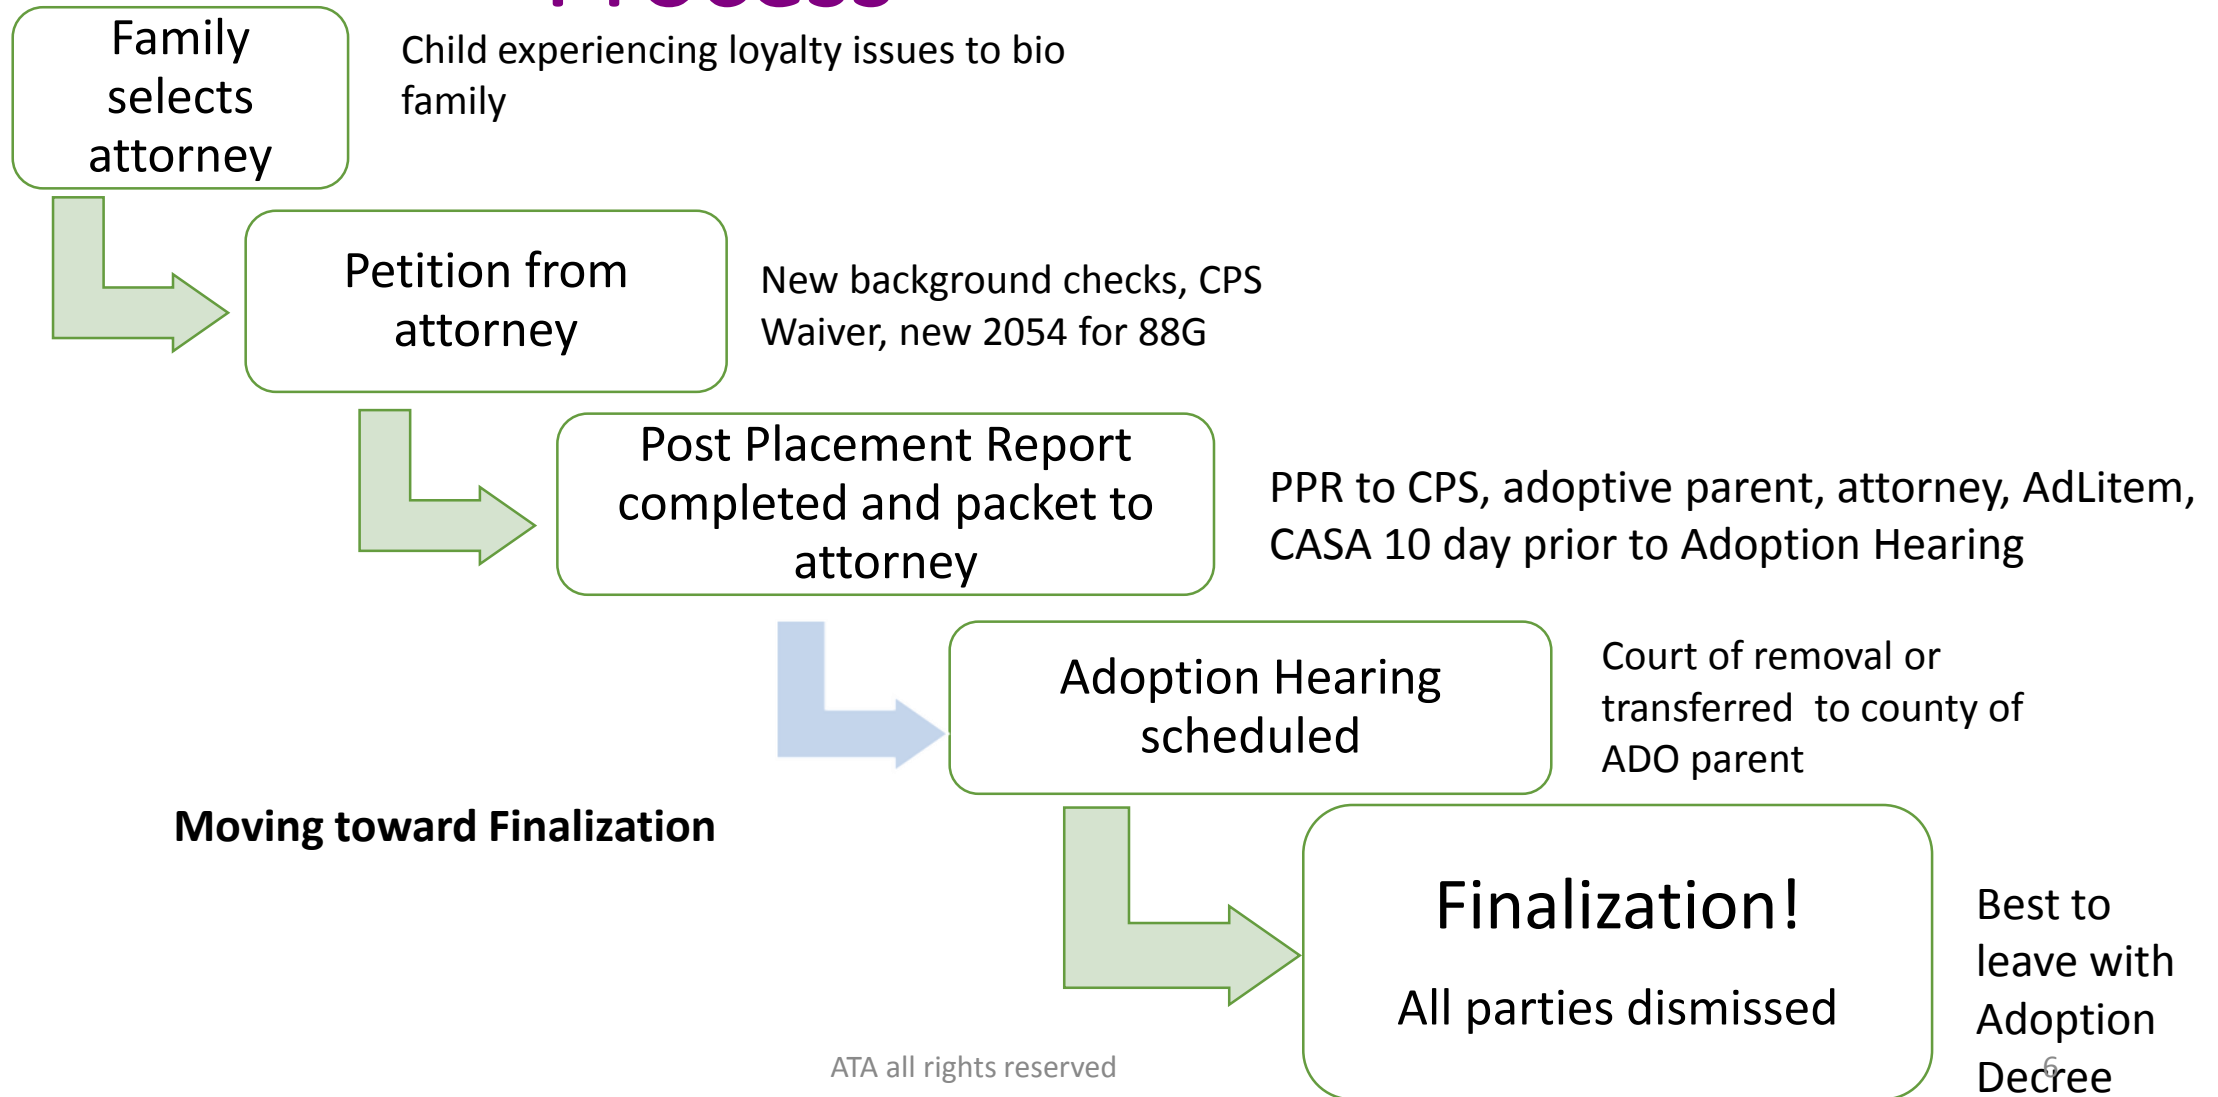 Process
Family
selects
attorney
Child experiencing loyalty issues to bio
family
Petition from
attorney
New background checks, CPS
Waiver, new 2054 for 88G
Post Placement Report
completed and packet to
attorney
PPR to CPS, adoptive parent, attorney, AdLitem,
CASA 10 day prior to Adoption Hearing
Adoption Hearing
scheduled
Court of removal or
transferred  to county of
ADO parent
Moving toward Finalization
Finalization!
All parties dismissed
Best to
leave with
Adoption
Decree
ATA all rights reserved
6